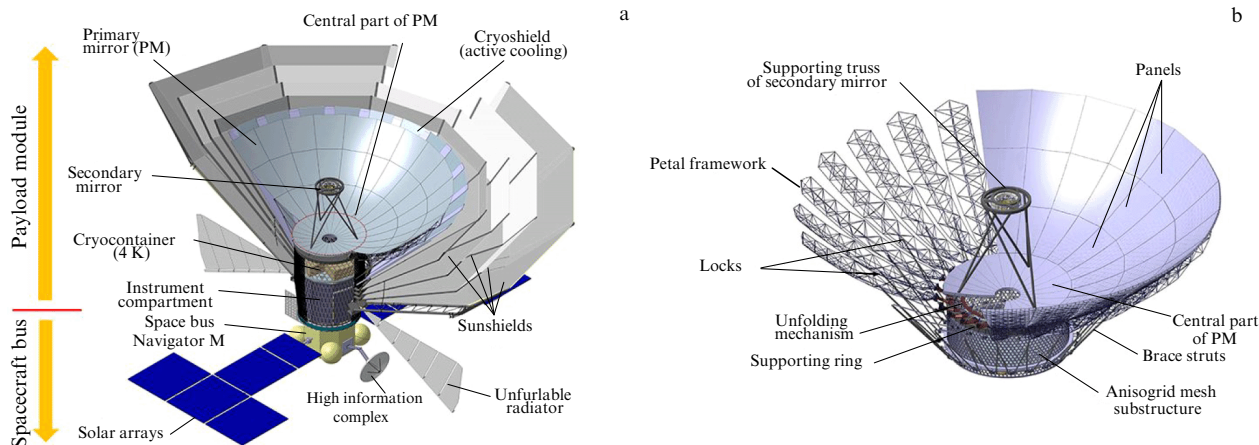 a
Payload module
Spacecraft bus
Primary
mirror (PM)
Central part of PM
Cryoshield
(active cooling)
Secondary
mirror
Cryocontainer
(4 K)
Instrument
compartment
Space bus
Navigator M
Solar arrays
High information
complex
Unfurlable
radiator
Sunshields
b
Supporting truss
of secondary mirror
Panels
Petal framework
Locks
Unfolding
mechanism
Supporting ring
Central part
of PM
Brace struts
Anisogrid mesh
substructure